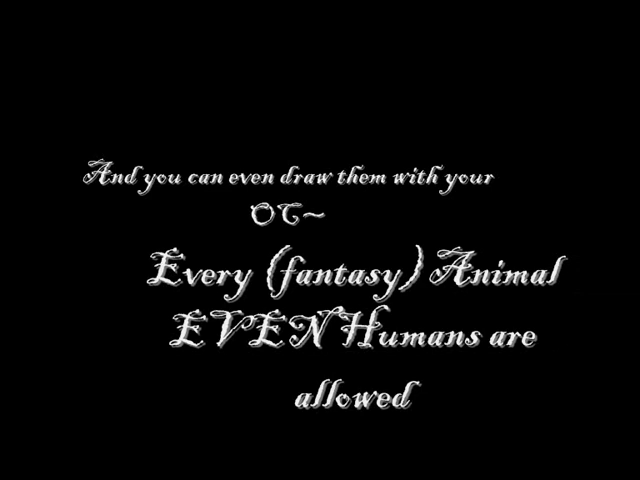 And you can even draw them with your
OC~
Every (fantasy) Animal
EVEN Humans are
allowed